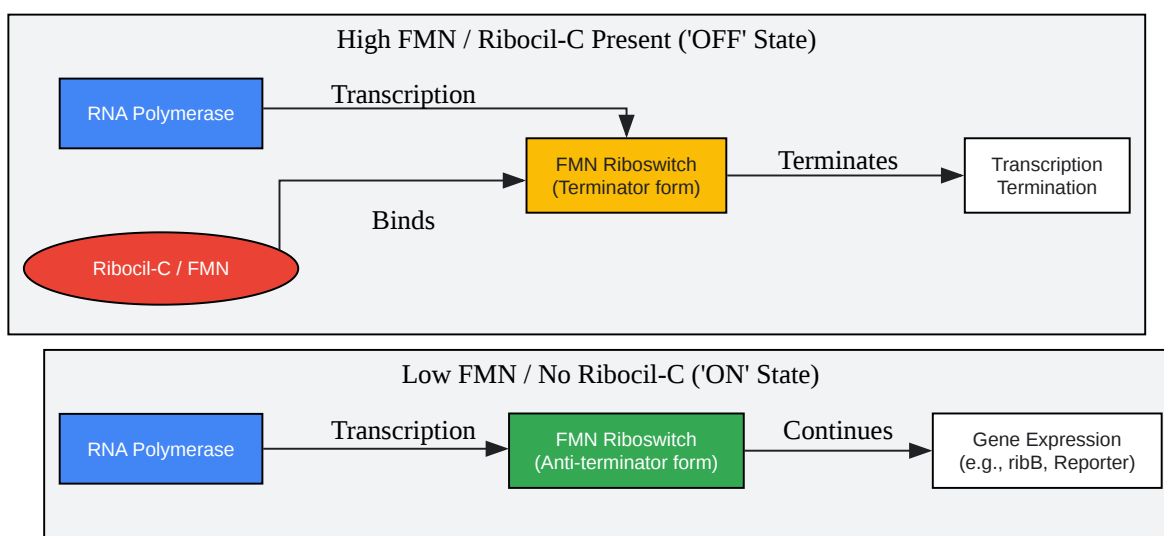 High FMN / Ribocil-C Present ('OFF' State)
RNA Polymerase
Transcription
FMN Riboswitch
(Terminator form)
Terminates
Transcription
Termination
Binds
Ribocil-C / FMN
Low FMN / No Ribocil-C ('ON' State)
RNA Polymerase
Transcription
FMN Riboswitch
(Anti-terminator form)
Continues
Gene Expression
(e.g., ribB, Reporter)